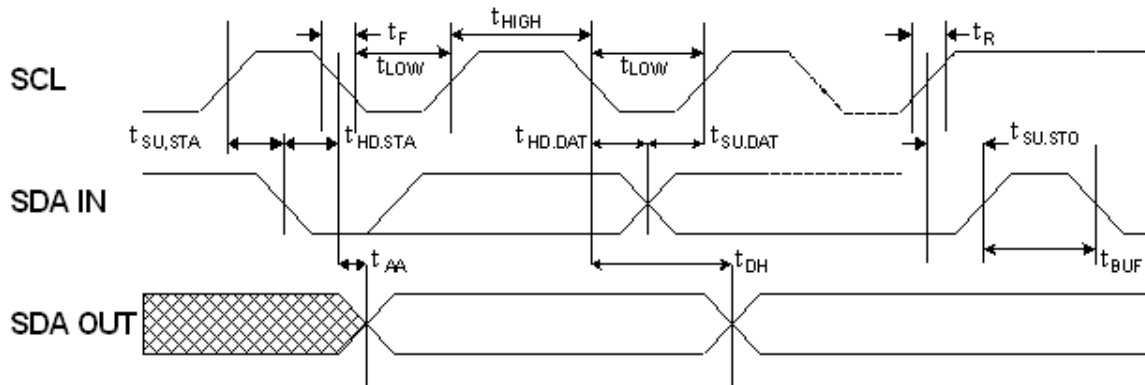 tHIGH
tF
tR
tLOW
tLOW
SCL
tSU,STA
tHD.STA
tHD.DAT
tSU.DAT
tSU.STO
SDA IN
tAA
tDH
tBUF
SDA OUT